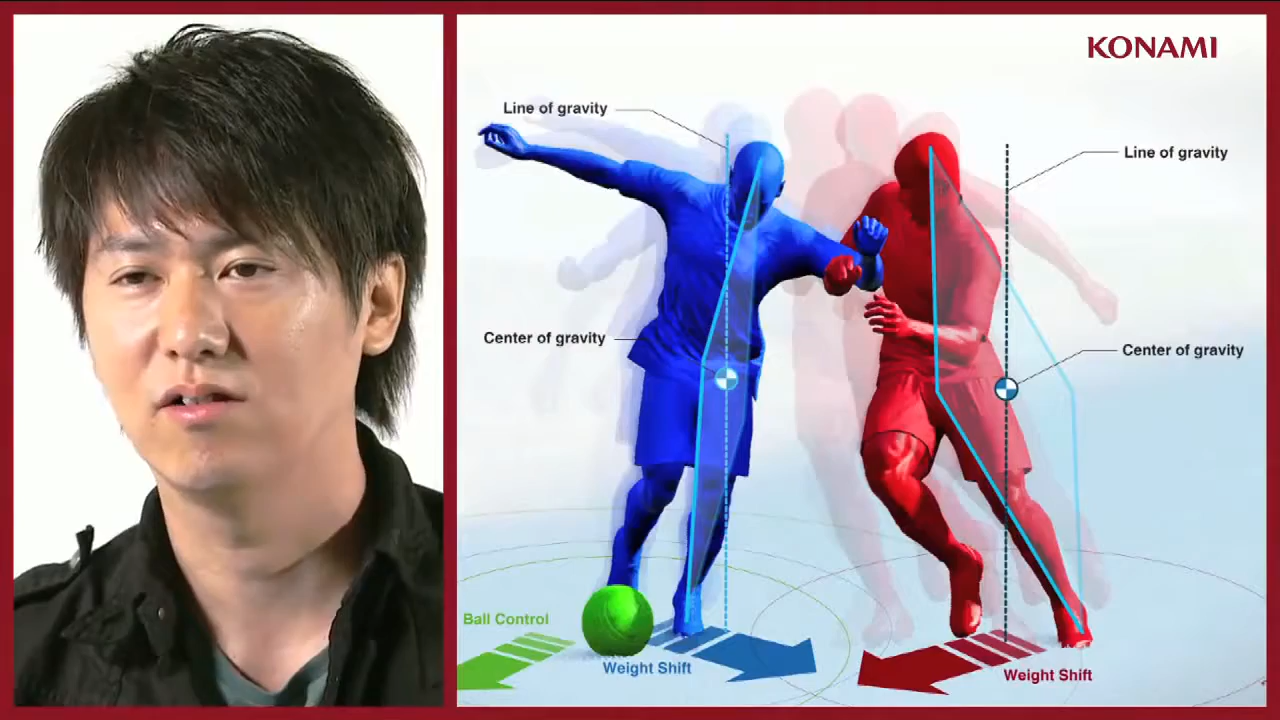 KONAMI
Line of gravity
Line of gravity
Center of gravity
Center of gravity
Ball Control
Weight Shift
Weight Shift